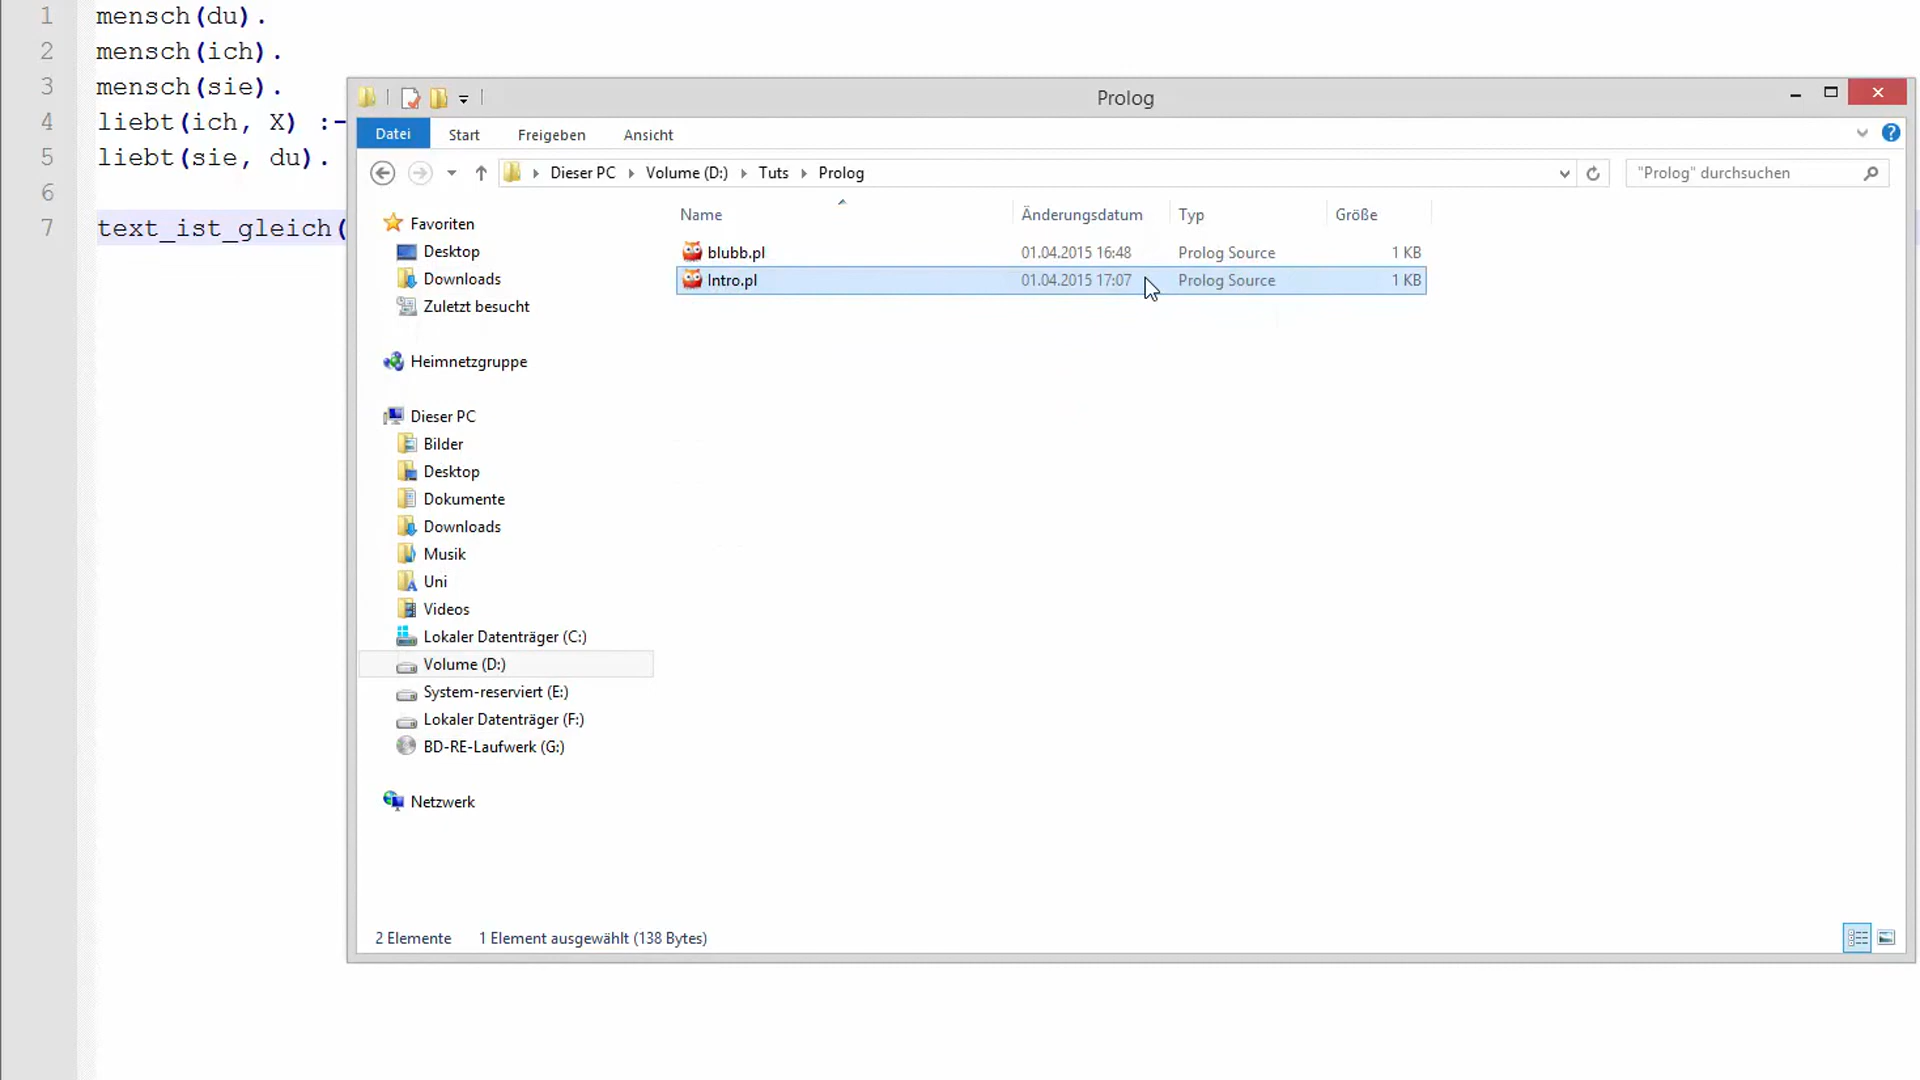 1 mensch(du).
2 mensch(ich).
3 mensch(sie).
4 liebt(ich, X) :-
5 liebt(sie, du).
6
7 text_ist_gleich(
Prolog
Datei Start Freigeben Ansicht
Dieser PC Volume (D:) Tuts Prolog
"Prolog" durchsuchen
Name Änderungsdatum Typ Größe
blubb.pl 01.04.2015 16:48 Prolog Source 1 KB
Intro.pl 01.04.2015 17:07 Prolog Source 1 KB
Favoriten
Desktop
Downloads
Zuletzt besucht
Heimnetzgruppe
Dieser PC
Bilder
Desktop
Dokumente
Downloads
Musik
Uni
Videos
Lokaler Datenträger (C:)
Volume (D:)
System-reserviert (E:)
Lokaler Datenträger (F:)
BD-RE-Laufwerk (G:)
Netzwerk
2 Elemente 1 Element ausgewählt (138 Bytes)